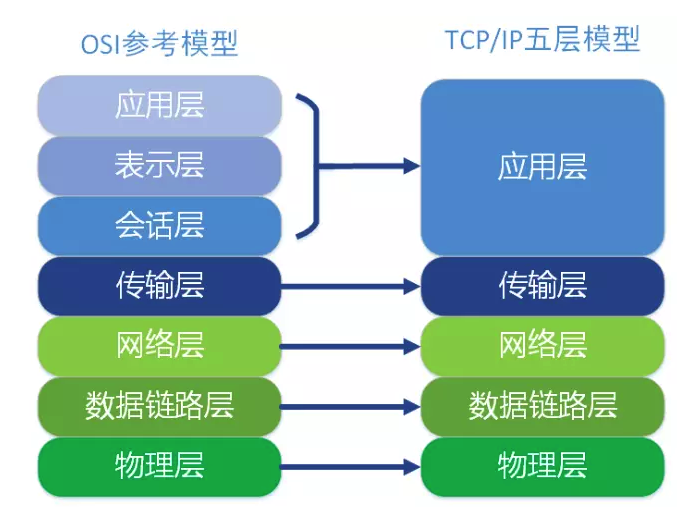 OSI参考模型
TCP/IP五层模型
应用层
表示层
会话层
应用层
传输层
传输层
网络层
网络层
数据链路层
数据链路层
物理层
物理层